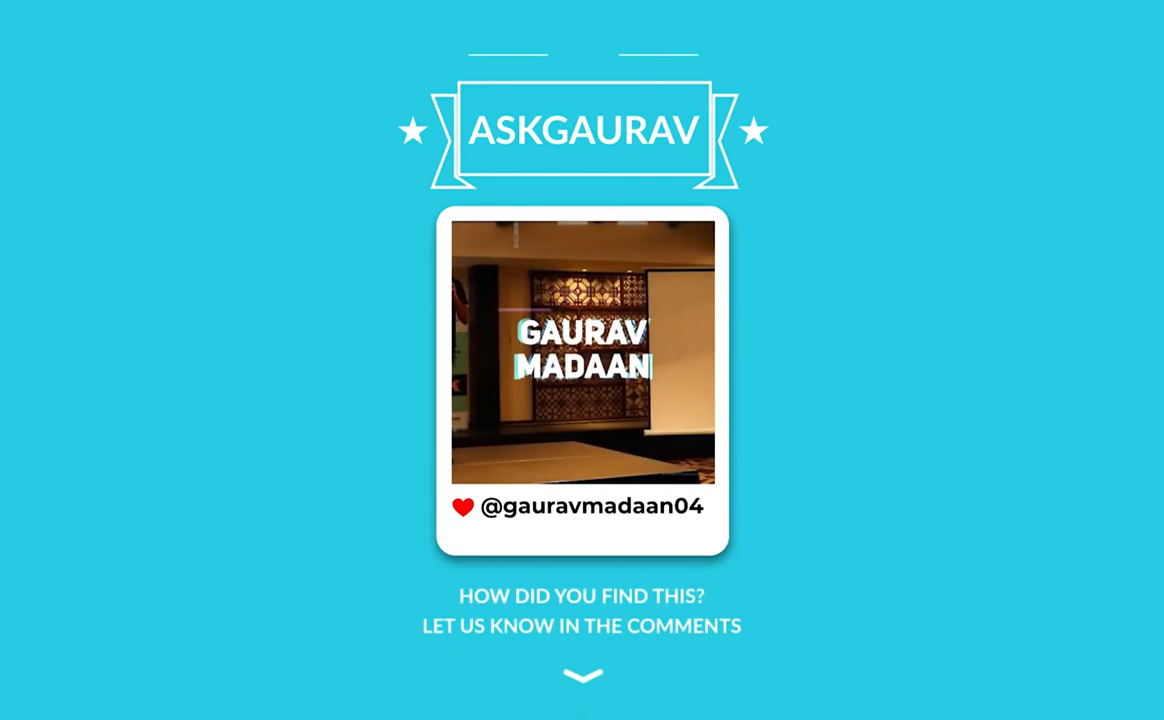 ASKGAURAV
GAURAV
MADAAN
@gauravmadaan04
HOW DID YOU FIND THIS?
LET US KNOW IN THE COMMENTS